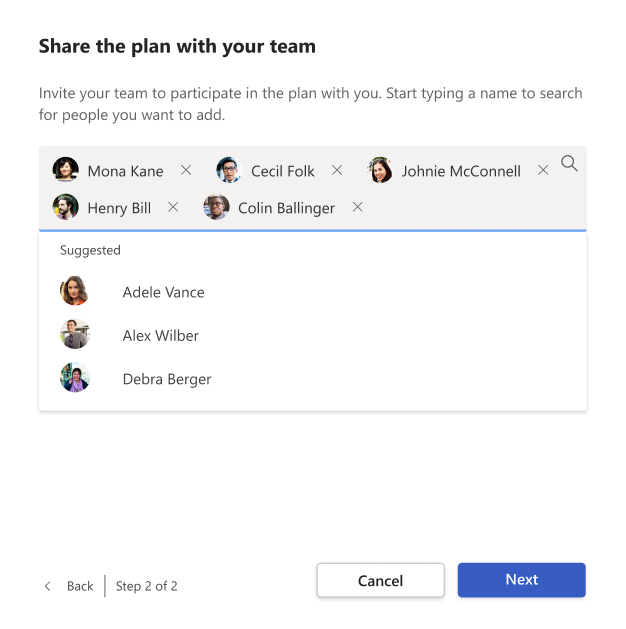 Share the plan with your team
Invite your team to participate in the plan with you. Start typing a name to search
for people you want to add.
Mona Kane Cecil Folk Johnie McConnell
Henry Bill Colin Ballinger
Suggested
Adele Vance
Alex Wilber
Debra Berger
Back Step 2 of 2 Cancel Next